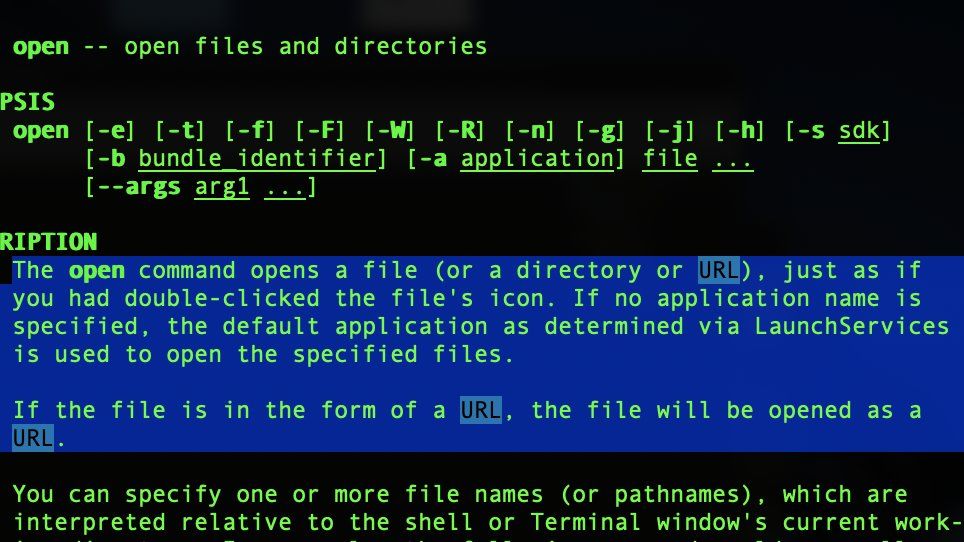 open -- open files and directories
PSIS
open [-e] [-t] [-f] [-F] [-W] [-R] [-n] [-g] [-j] [-h] [-s sdk]
[-b bundle_identifier] [-a application] file ...
[--args arg1 ...]
RIPTION
The open command opens a file (or a directory or URL), just as if
you had double-clicked the file's icon. If no application name is
specified, the default application as determined via LaunchServices
is used to open the specified files.
If the file is in the form of a URL, the file will be opened as a
URL.
You can specify one or more file names (or pathnames), which are
interpreted relative to the shell or Terminal window's current work-